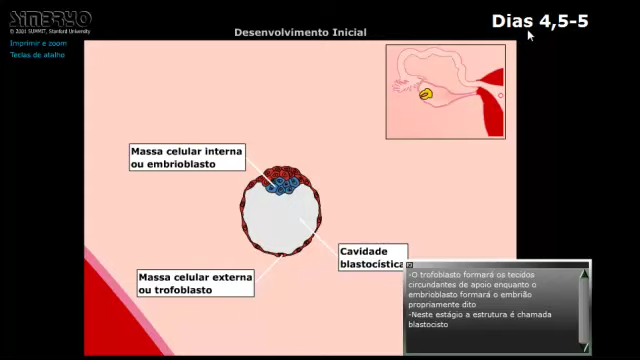 SIMBRYO
© 2001 SUMMIT, Stanford University
Imprimir e zoom
Teclas de atalho
Desenvolvimento Inicial
Dias 4,5-5
Massa celular interna
ou embrioblasto
Cavidade
blastocística
Massa celular externa
ou trofoblasto
-O trofoblasto formará os tecidos
circundantes de apoio enquanto o
embrioblasto formará o embrião
propriamente dito
-Neste estágio a estrutura é chamada
blastocisto